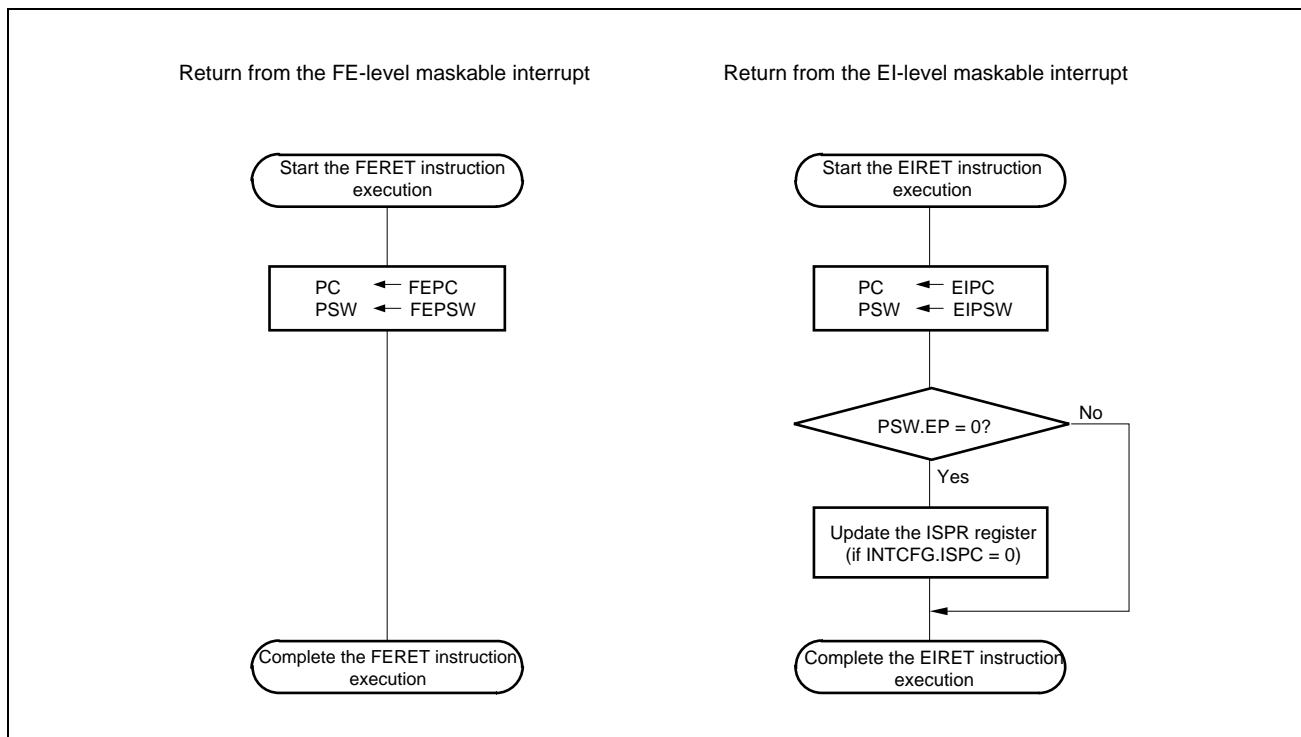 Return from the FE-level maskable interrupt
Start the FERET instruction
execution
PC ← FEPC
PSW ← FEPSW
Complete the FERET instruction
execution
Return from the EI-level maskable interrupt
Start the EIRET instruction
execution
PC ← EIPC
PSW ← EIPSW
PSW.EP = 0?
No
Yes
Update the ISPR register
(if INTCFG.ISPC = 0)
Complete the EIRET instruction
execution